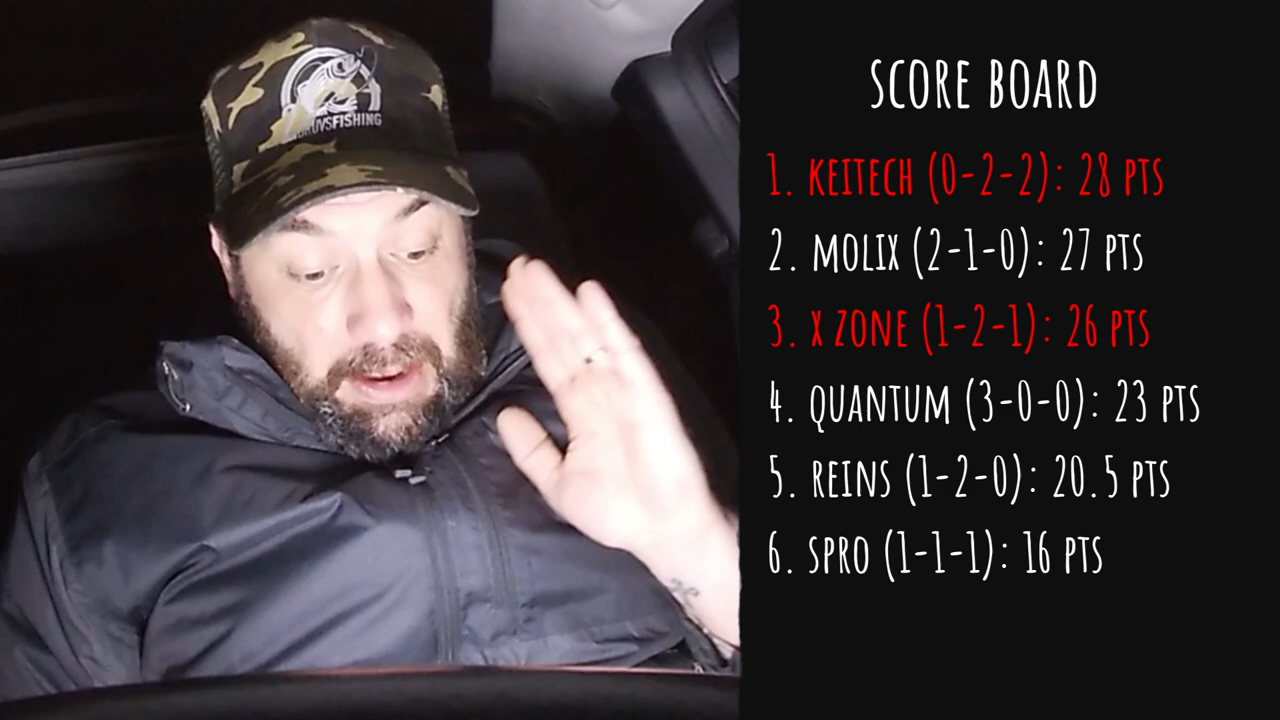 FISHING
SCORE BOARD
1. KEITECH (0-2-2): 28 PTS
2. MOLIX (2-1-0): 27 PTS
3. X ZONE (1-2-1): 26 PTS
4. QUANTUM (3-0-0): 23 PTS
5. REINS (1-2-0): 20.5 PTS
6. SPRO (1-1-1): 16 PTS